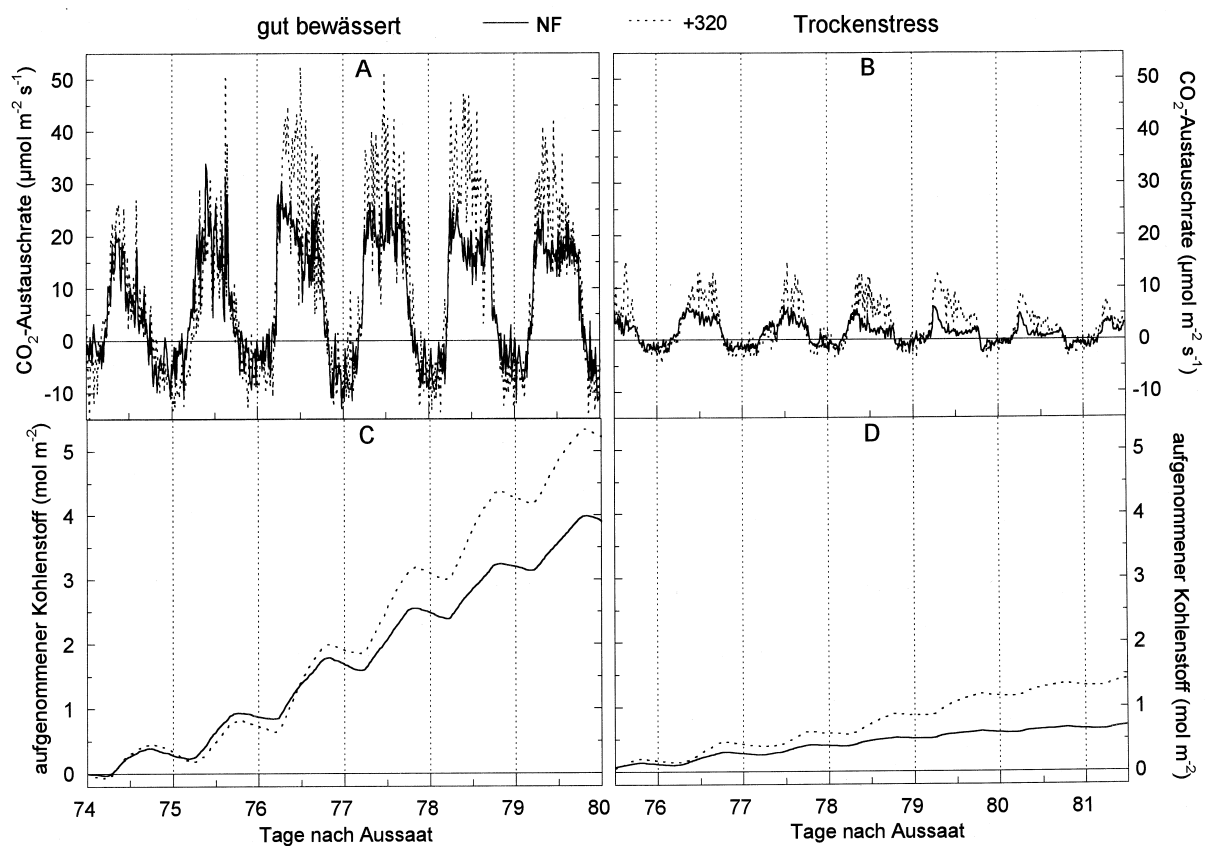 gut bewässert NF +320 Trockenstress
A B
CO2-Austauschrate (µmol m-2 s-1)
50
40
30
20
10
0
-10
CO2-Austauschrate (µmol m-2 s-1)
50
40
30
20
10
0
-10
C D
aufgenommener Kohlenstoff (mol m-2)
5
4
3
2
1
0
aufgenommener Kohlenstoff (mol m-2)
5
4
3
2
1
0
74 75 76 77 78 79 80
Tage nach Aussaat
76 77 78 79 80 81
Tage nach Aussaat